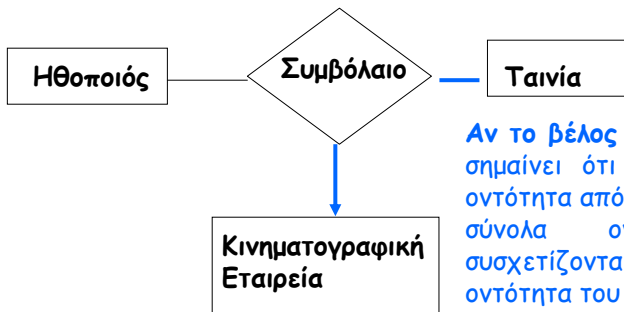 Ηθοποιός
Συμβόλαιο
Ταινία
Κινηματογραφική
Εταιρεία
Αν το βέλος
σημαίνει ότι
οντότητα από
σύνολα
συσχετίζοντα
οντότητα του